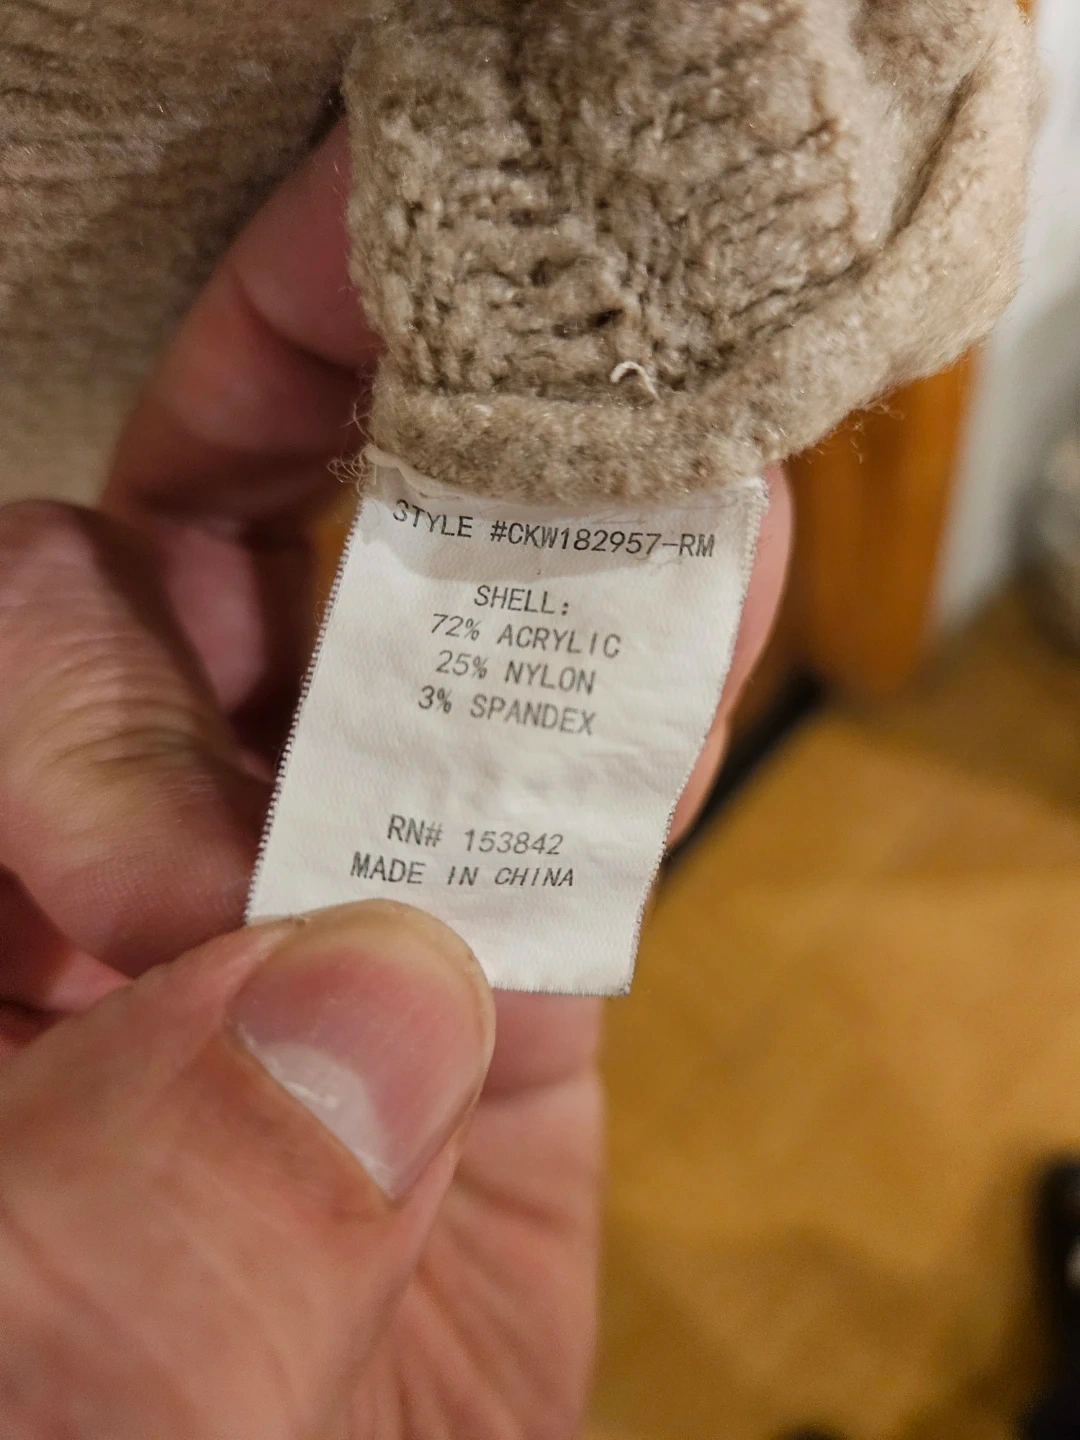 STYLE #CKW182957-RM
SHELL:
72% ACRYLIC
25% NYLON
3% SPANDEX
RN# 153842
MADE IN CHINA